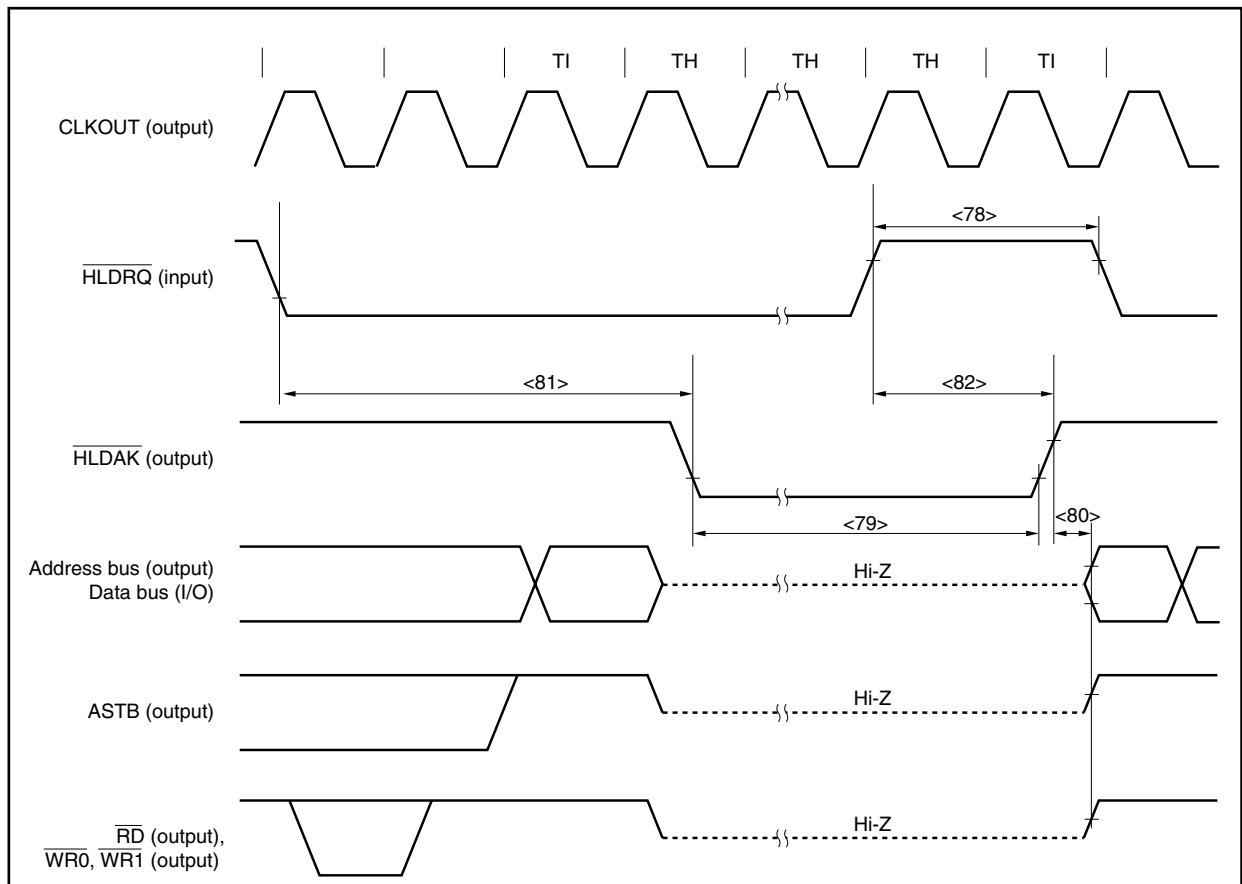 TI TH TH TH TI
CLKOUT (output)
<78>
HLDRQ (input)
<81> <82>
HLDAK (output)
<79> <80>
Address bus (output)
Data bus (I/O)
Hi-Z
ASTB (output)
Hi-Z
RD (output),
WR0, WR1 (output)
Hi-Z